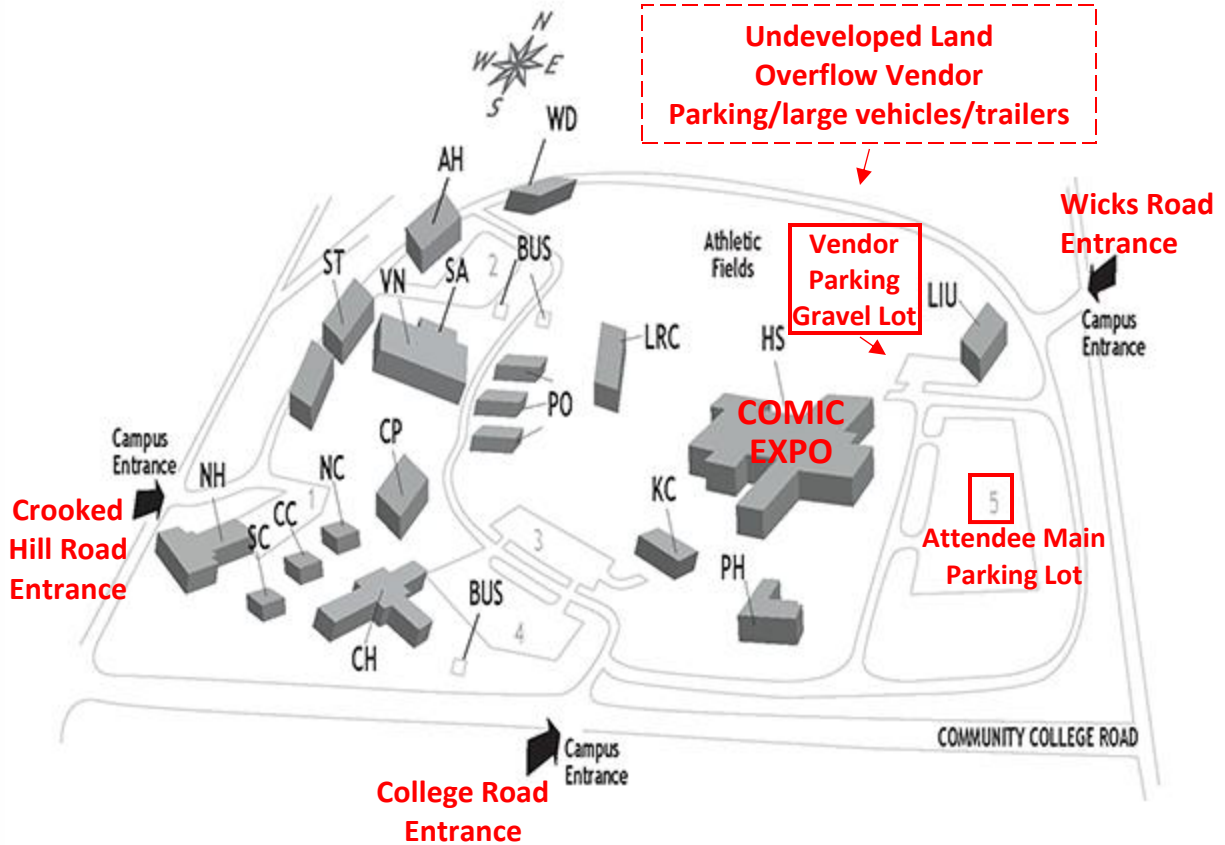 N
W
E
S
Undeveloped Land
Overflow Vendor
Parking/large vehicles/trailers
WD
AH
Wicks Road
Entrance
Campus
Entrance
Athletic
Fields
Vendor
Parking
Gravel Lot
BUS
2
ST
VN
SA
LIU
LRC
HS
COMIC
EXPO
PO
CP
Campus
Entrance
Crooked
Hill Road
Entrance
NH
1
NC
CC
SC
3
KC
5
Attendee Main
Parking Lot
PH
BUS
4
CH
COMMUNITY COLLEGE ROAD
Campus
Entrance
College Road
Entrance